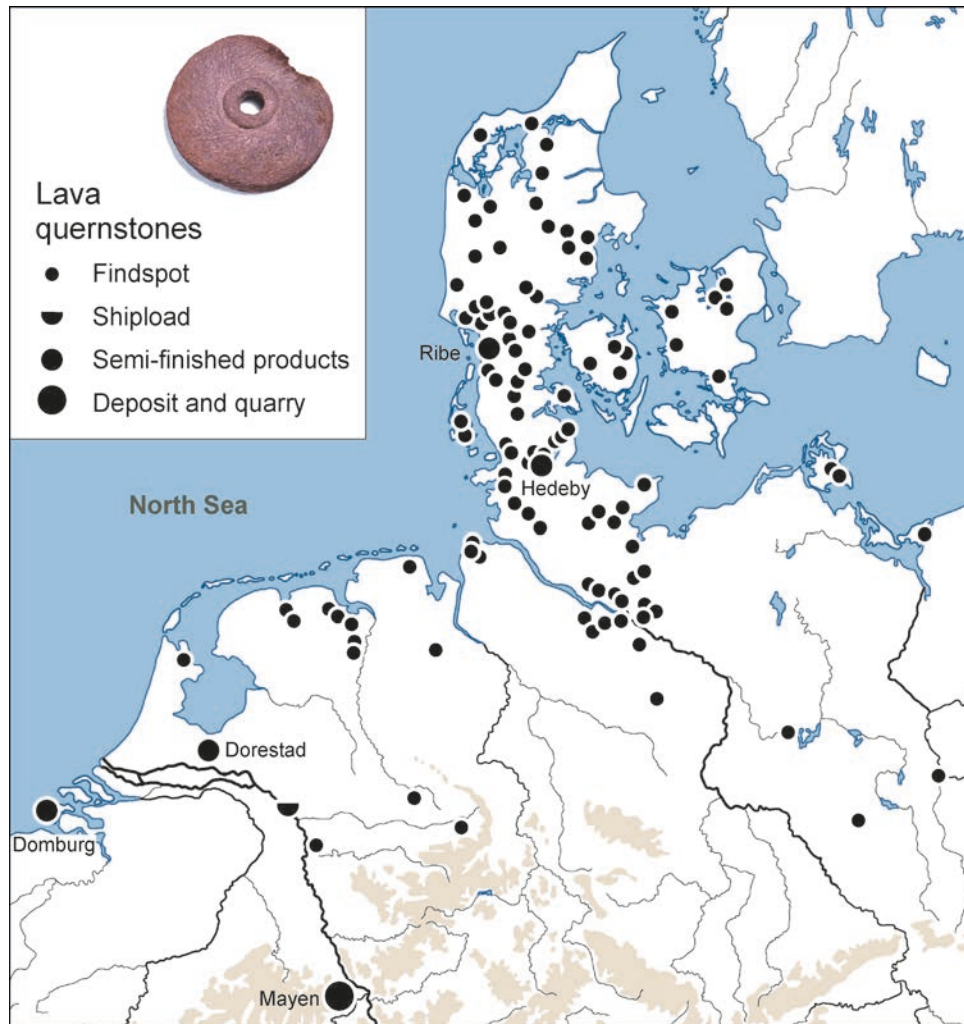 Lava
quernstones
Findspot
Shipload
Semi-finished products
Deposit and quarry
Ribe
Hedeby
North Sea
Dorestad
Domburg
Mayen